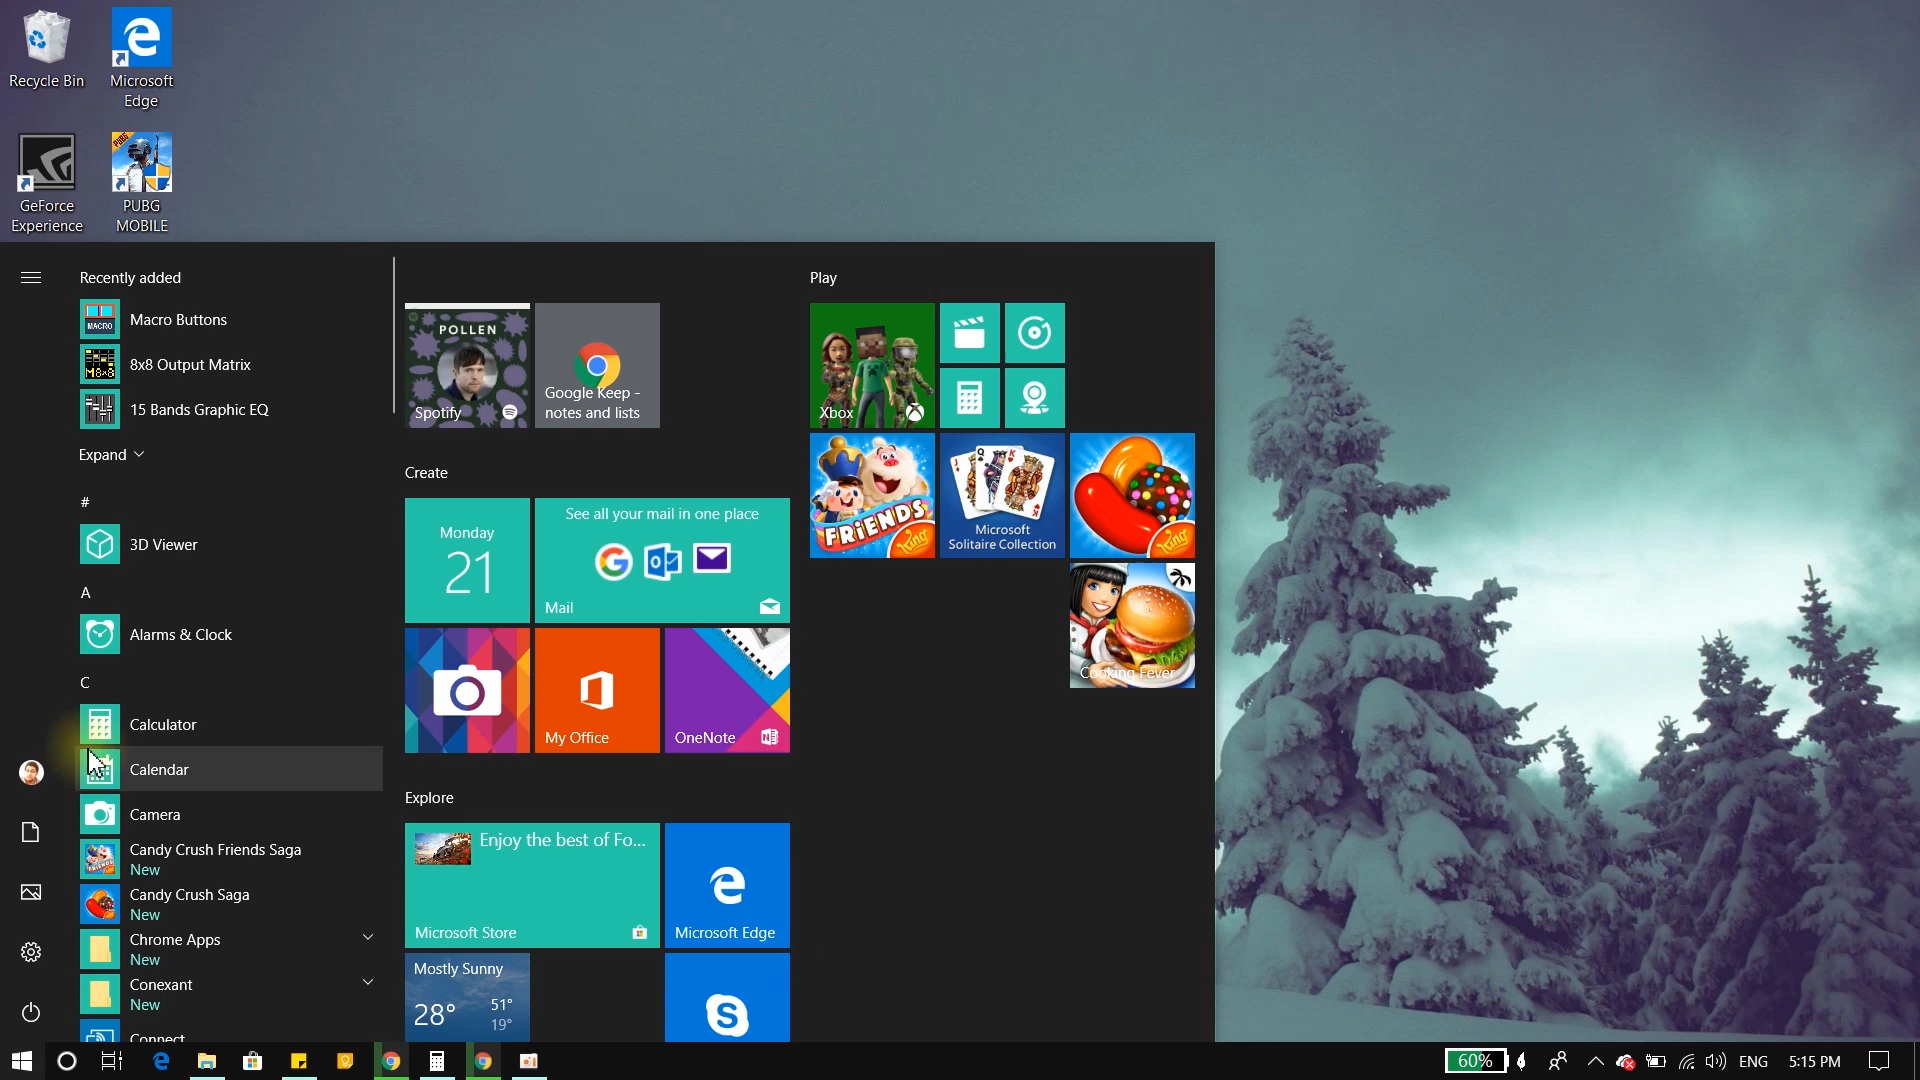 Recycle Bin
Microsoft
Edge
GeForce
Experience
PUBG
MOBILE
Recently added
MACRO
Macro Buttons
M8x8
8x8 Output Matrix
15 Bands Graphic EQ
Expand
#
3D Viewer
A
Alarms & Clock
C
Calculator
Calendar
Camera
Candy Crush Friends Saga
New
Candy Crush Saga
New
Chrome Apps
New
Conexant
New
Connect
POLLEN
Spotify
Google Keep -
notes and lists
Create
Monday
21
See all your mail in one place
Mail
My Office
OneNote
Explore
Enjoy the best of Fo...
Microsoft Store
Microsoft Edge
Mostly Sunny
28°
51°
19°
Play
Xbox
FRiENDS
King
J
Q
K
Microsoft
Solitaire Collection
King
Cooking Fever
60%
ENG
5:15 PM